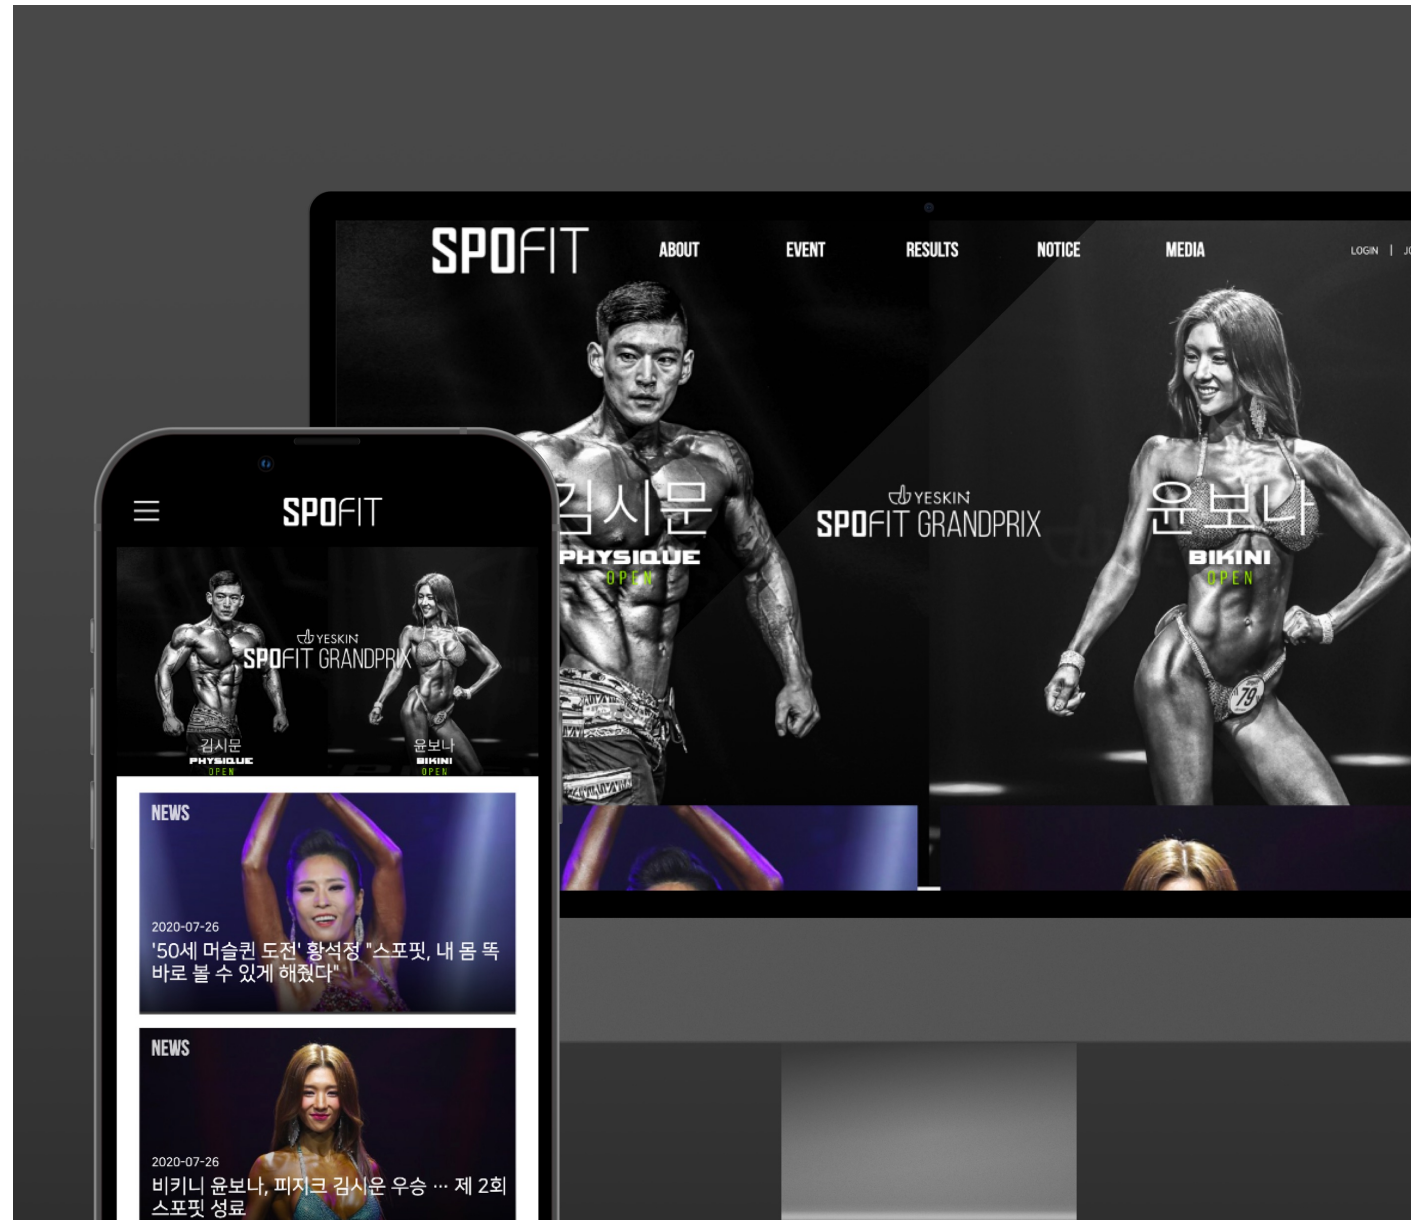 SPOFIT
ABOUT
EVENT
RESULTS
NOTICE
MEDIA
LOGIN |
김시문
PHYSIQUE
OPEN
YESKIN
SPOFIT GRANDPRIX
윤보나
BIKINI
OPEN
79
SPOFIT
YESKIN
SPOFIT GRANDPRIX
김시문
PHYSIQUE
OPEN
윤보나
BIKINI
OPEN
NEWS
2020-07-26
'50세 머슬퀸 도전' 황석정 "스포핏, 내 몸 똑
바로 볼 수 있게 해줬다"
NEWS
2020-07-26
비키니 윤보나, 피지크 김시운 우승 ··· 제 2회
스포핏 성료